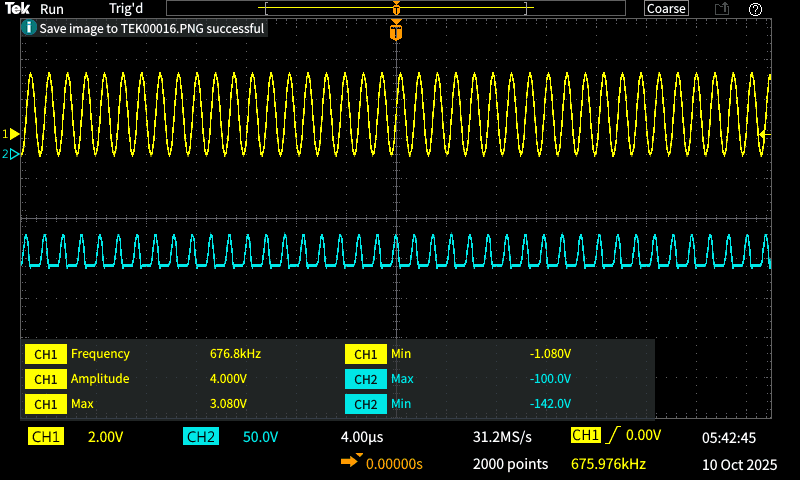 Tek Run Trig'd T Coarse ?
i Save image to TEK00016.PNG successful
T
1
2
CH1 Frequency 676.8kHz CH1 Min -1.080V
CH1 Amplitude 4.000V CH2 Max -100.0V
CH1 Max 3.080V CH2 Min -142.0V
CH1 2.00V CH2 50.0V 4.00µs 31.2MS/s CH1 0.00V 05:42:45
0.00000s 2000 points 675.976kHz 10 Oct 2025